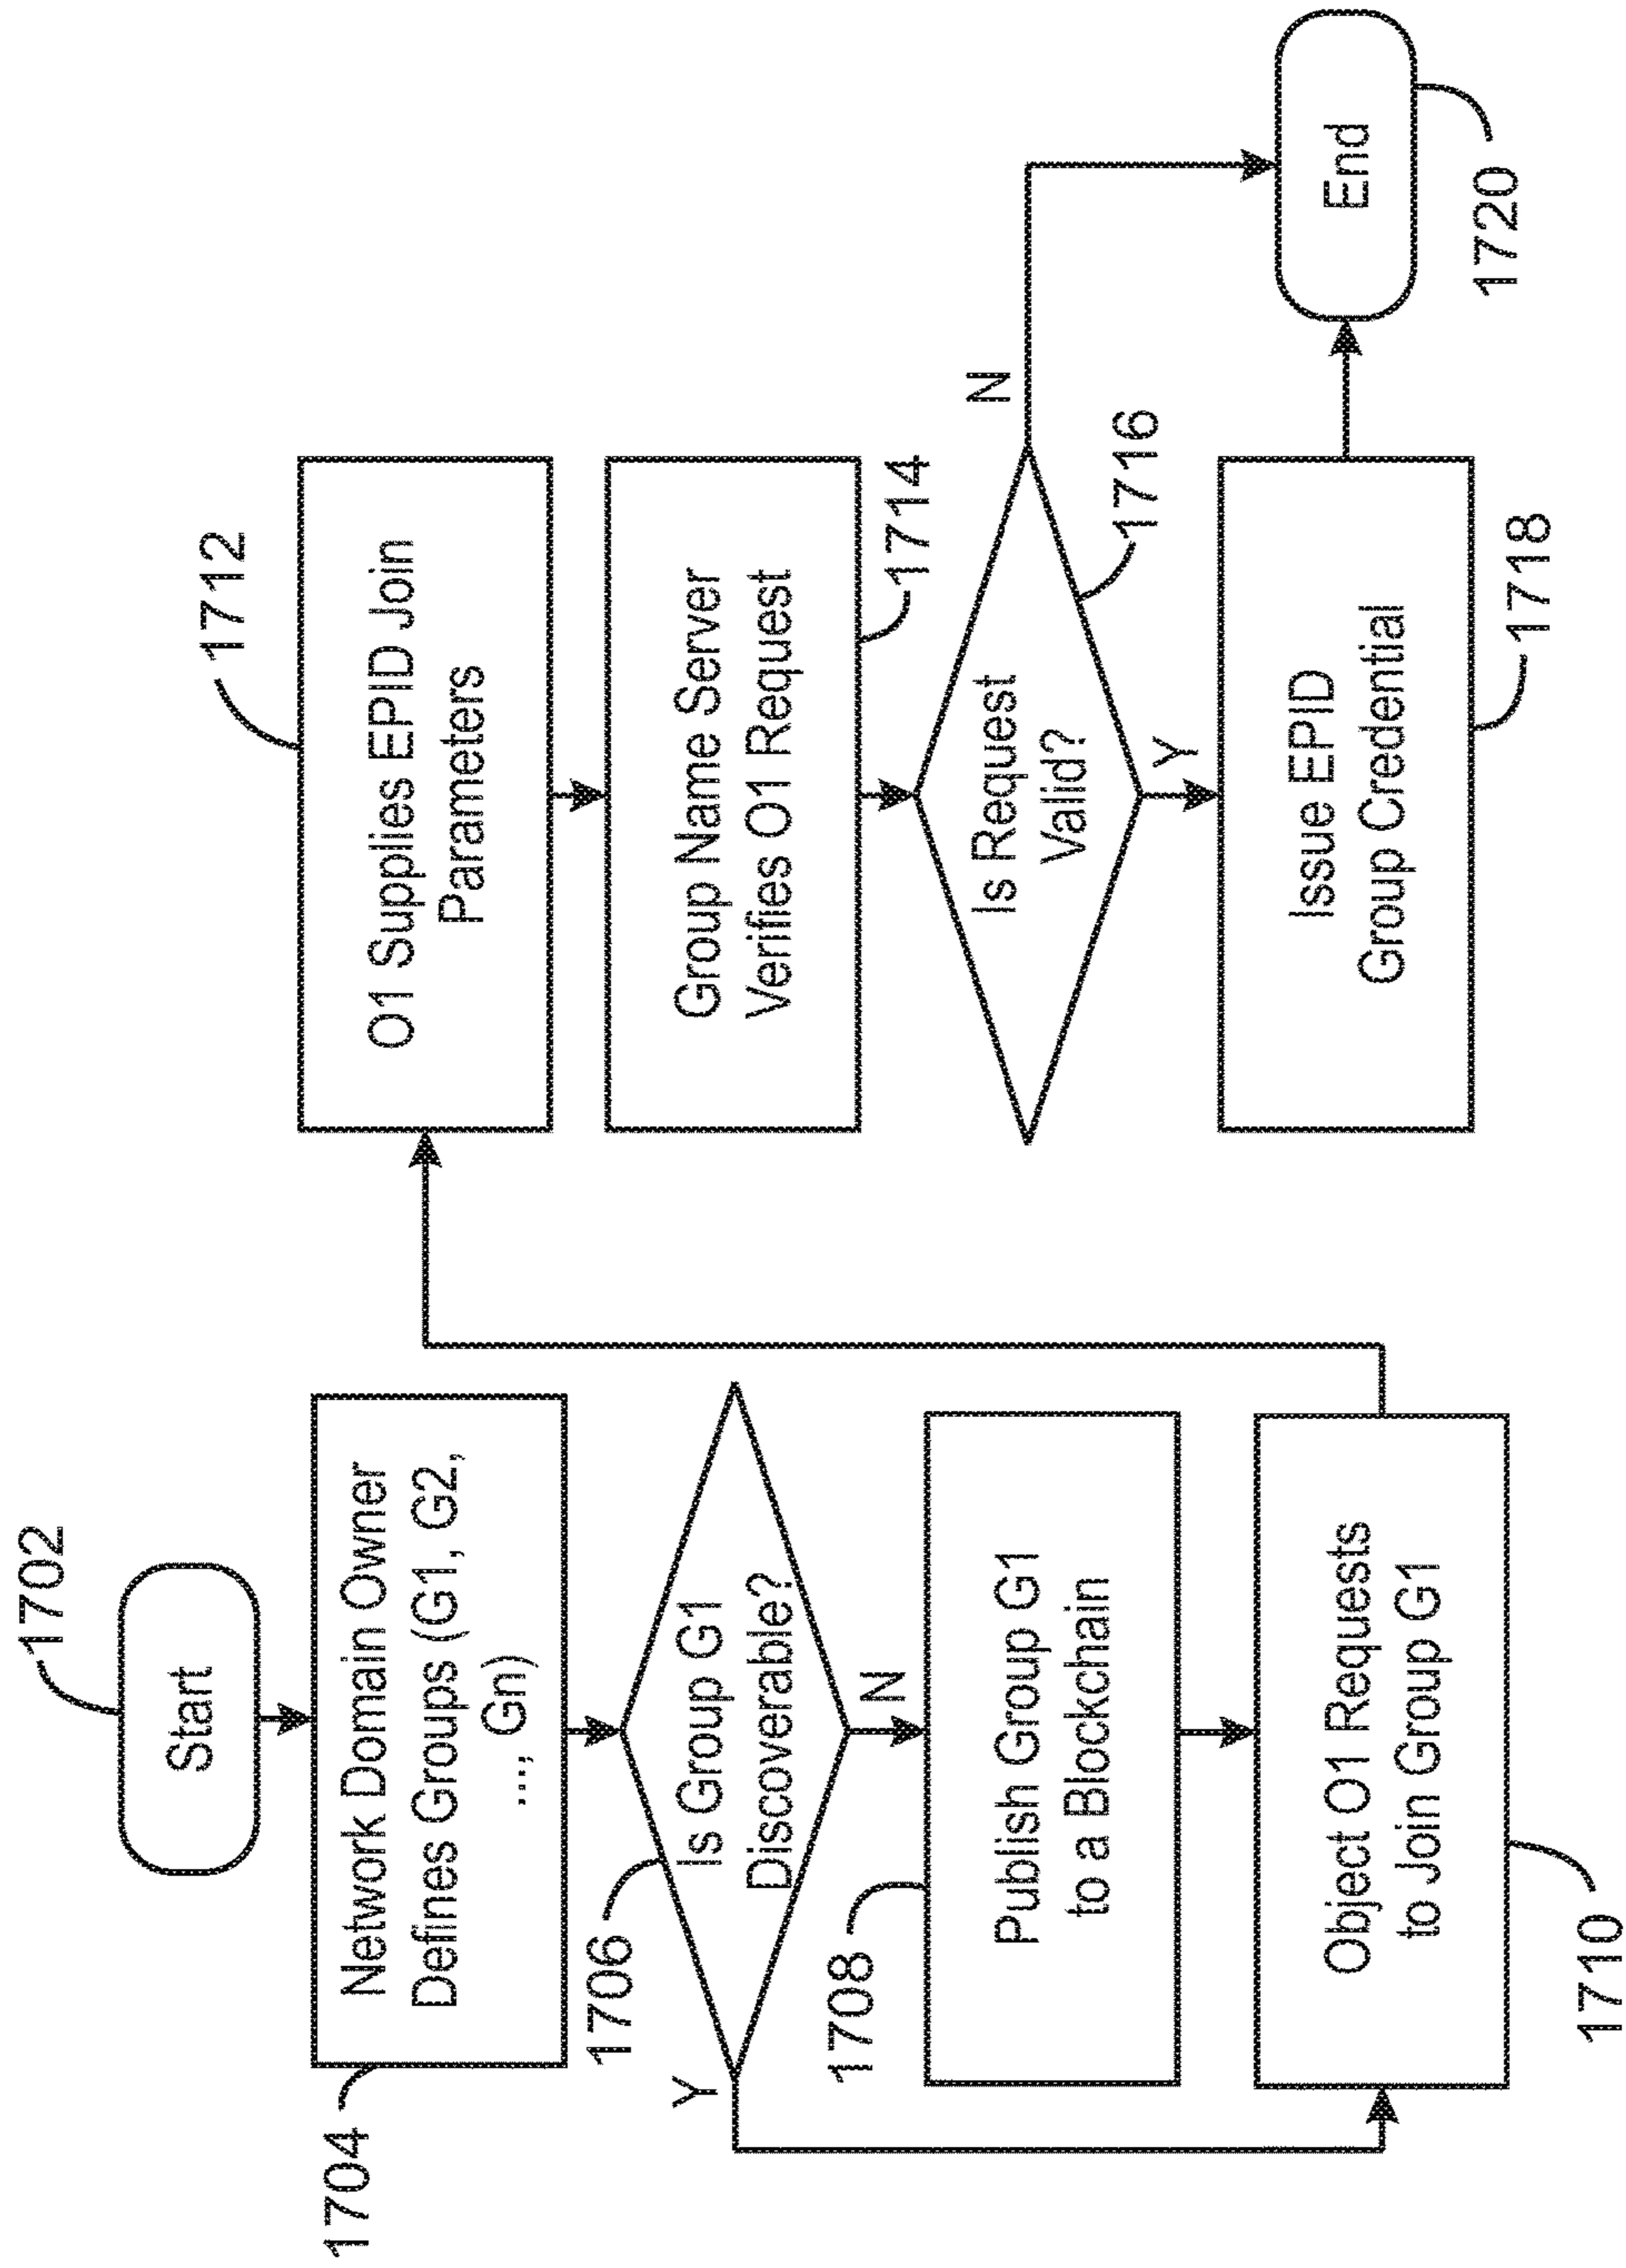 1702
Start
1704
Network Domain Owner
Defines Groups (G1, G2,
..., Gn)
1706
Is Group G1
Discoverable?
Y
N
1708
Publish Group G1
to a Blockchain
Object O1 Requests
to Join Group G1
1710
1712
O1 Supplies EPID Join
Parameters
Group Name Server
Verifies O1 Request
1714
Is Request
Valid?
N
1716
Y
Issue EPID
Group Credential
1718
End
1720